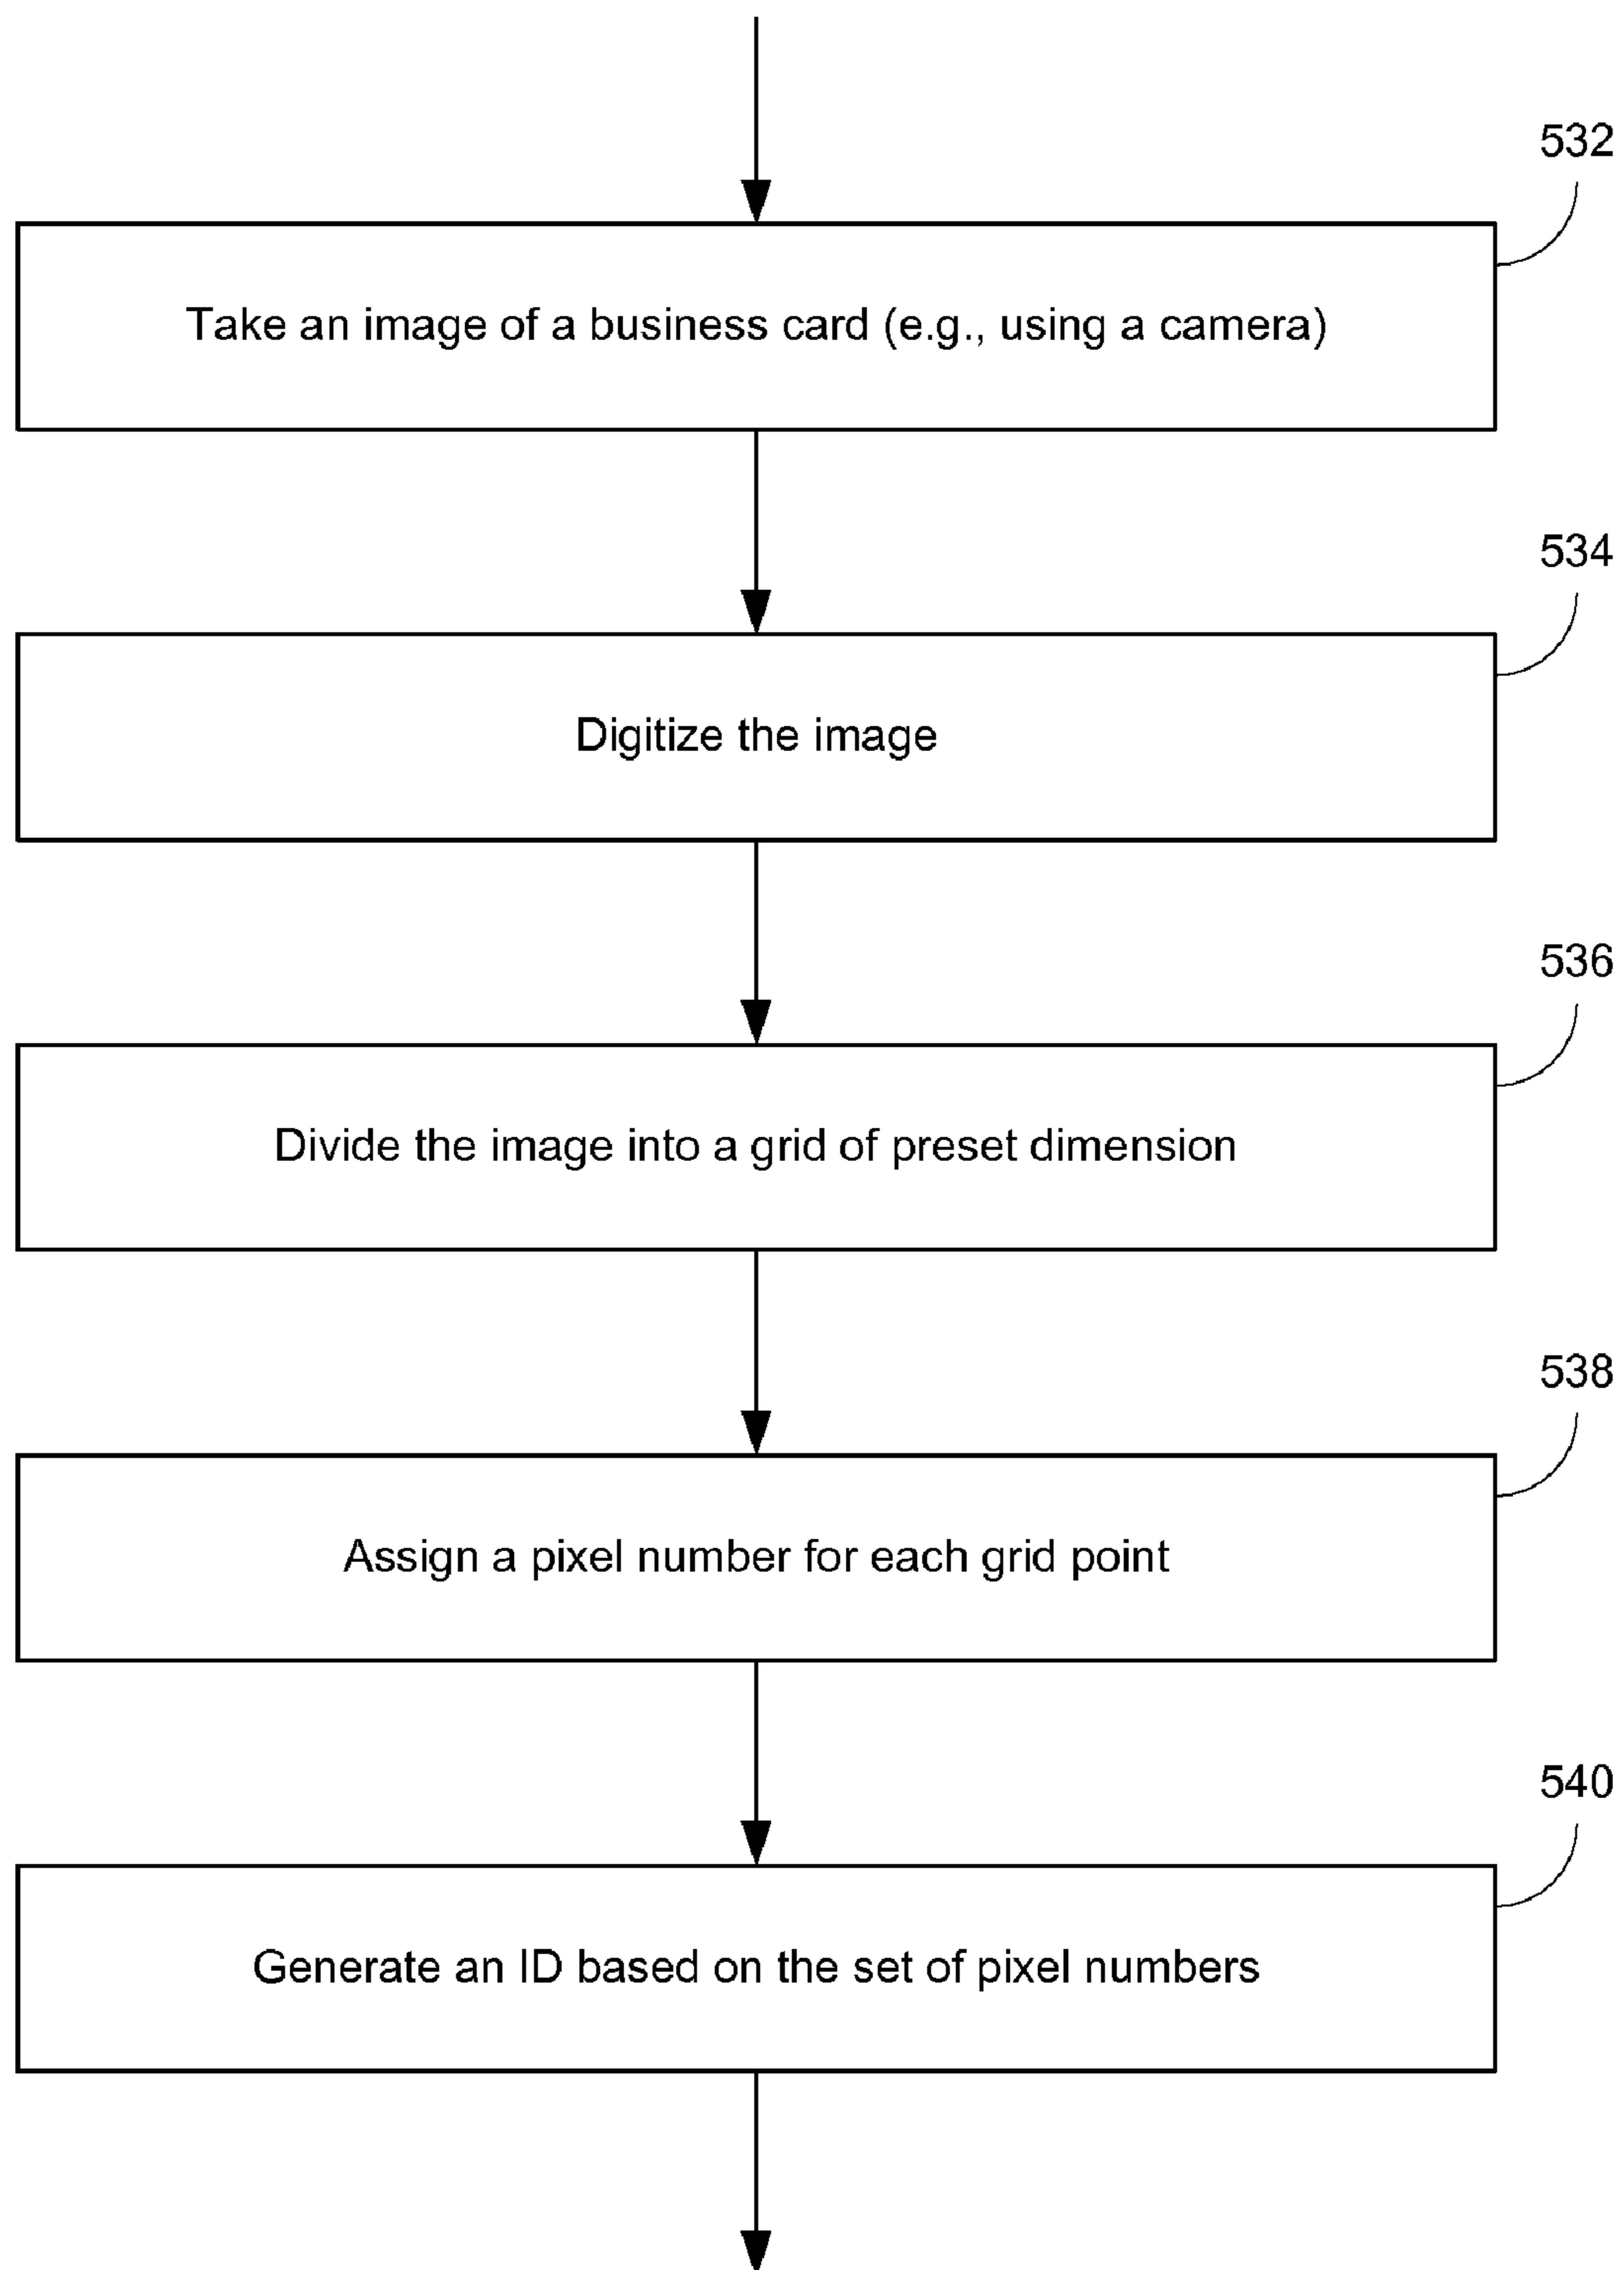 532
Take an image of a business card (e.g., using a camera)
534
Digitize the image
536
Divide the image into a grid of preset dimension
538
Assign a pixel number for each grid point
540
Generate an ID based on the set of pixel numbers